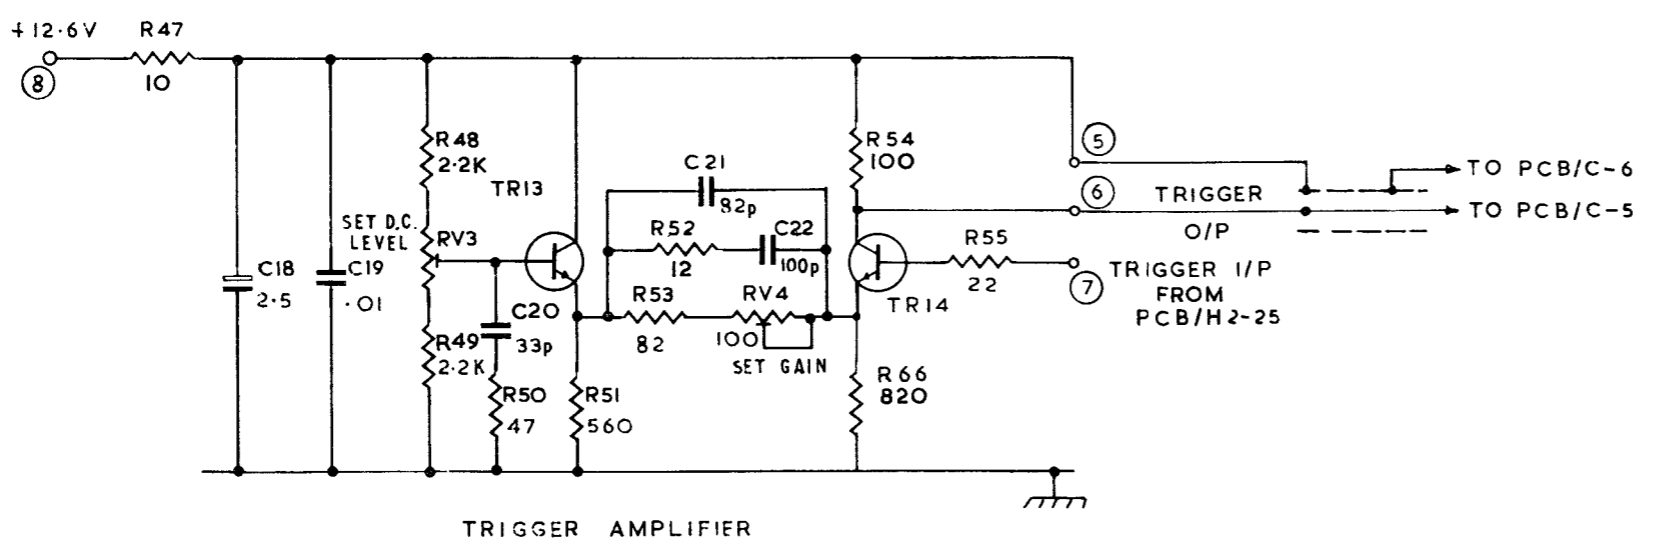 +12·6V
R47
8
10
R48
2·2K
TR13
C21
82p
R54
100
5
TO PCB/C-6
6
TRIGGER
O/P
TO PCB/C-5
SET D.C.
LEVEL
RV3
R52
12
C22
100p
R55
22
7
TRIGGER I/P
FROM
PCB/H2-25
C18
2·5
C19
·01
C20
33p
R53
82
RV4
100
SET GAIN
TR14
R49
2·2K
R50
47
R51
560
R66
820
TRIGGER AMPLIFIER